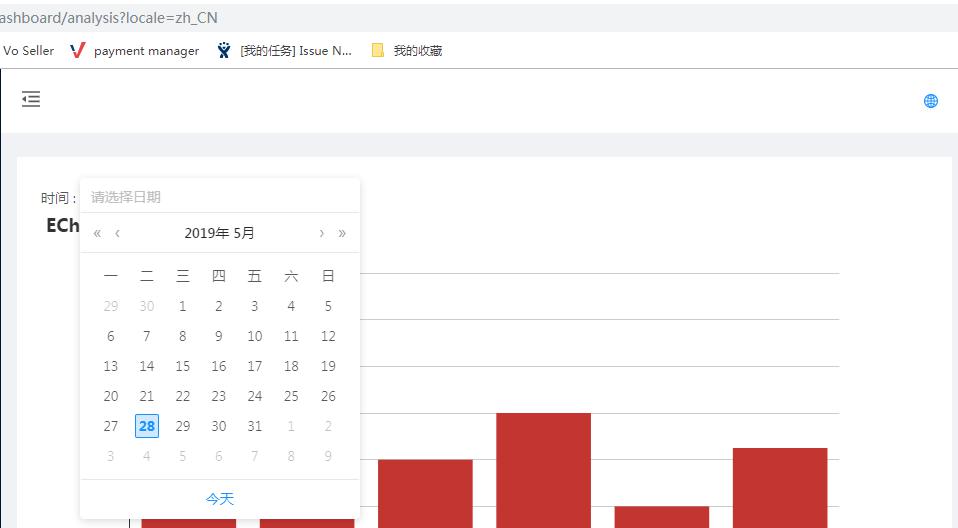 ashboard/analysis?locale=zh_CN
Vo Seller payment manager [我的任务] Issue N... 我的收藏
时间 : 请选择日期
ECh
« ‹ 2019年 5月 › »
一 二 三 四 五 六 日
29 30 1 2 3 4 5
6 7 8 9 10 11 12
13 14 15 16 17 18 19
20 21 22 23 24 25 26
27 28 29 30 31 1 2
3 4 5 6 7 8 9
今天